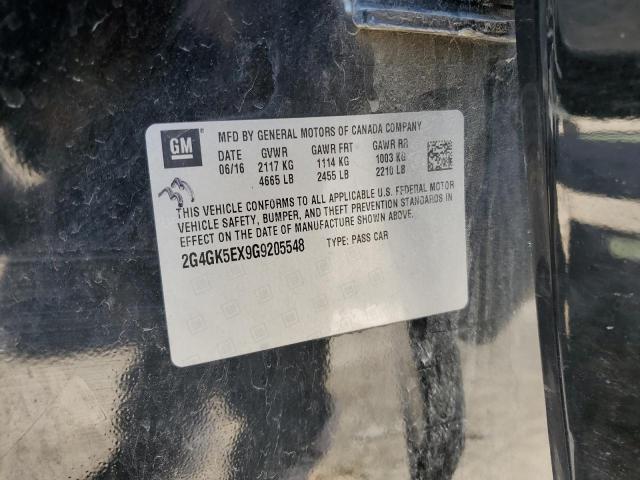 GM
MFD BY GENERAL MOTORS OF CANADA COMPANY
DATE GVWR GAWR FRT GAWR RR
06/16 2117 KG 1114 KG 1003 KG
4665 LB 2455 LB 2210 LB
THIS VEHICLE CONFORMS TO ALL APPLICABLE U.S. FEDERAL MOTOR
VEHICLE SAFETY, BUMPER, AND THEFT PREVENTION STANDARDS IN
EFFECT ON THE DATE OF MANUFACTURE SHOWN ABOVE.
2G4GK5EX9G9205548 TYPE: PASS CAR